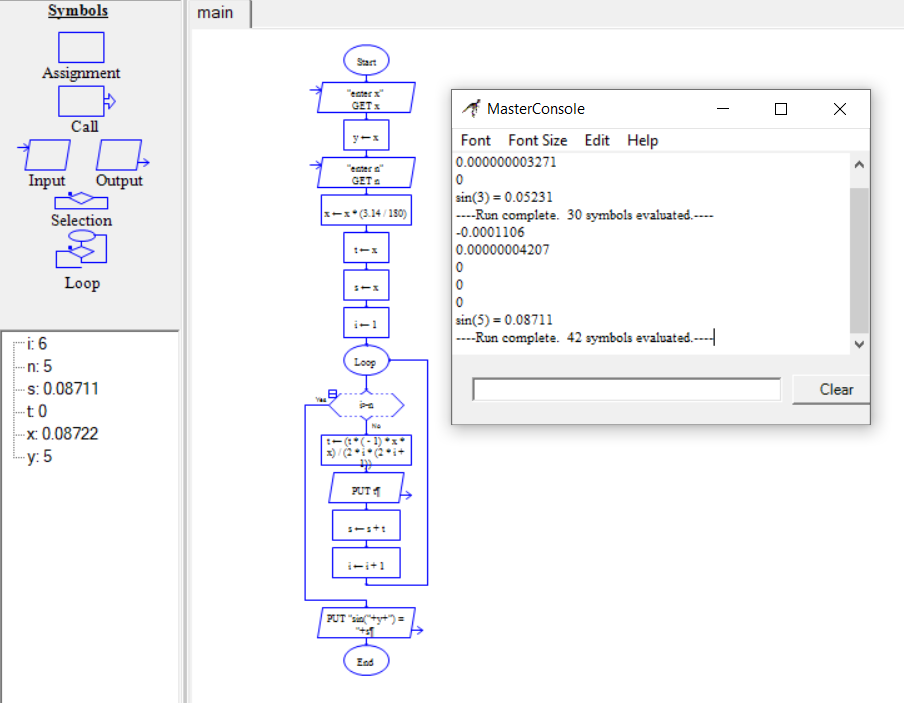 Symbols
Assignment
Call
Input Output
Selection
Loop
i: 6
n: 5
s: 0.08711
t: 0
x: 0.08722
y: 5
main
Start
"enter x"
GET x
y ← x
"enter n"
GET n
x ← x * (3.14 / 180)
t ← x
s ← x
i ← 1
Loop
Yes
i>n
No
t ← (t * ( - 1) * x *
x) / (2 * i * (2 * i +
1))
PUT t¶
s ← s + t
i ← i + 1
PUT "sin("+y+") =
"+s¶
End
MasterConsole
Font Font Size Edit Help
0.000000003271
0
sin(3) = 0.05231
----Run complete. 30 symbols evaluated.----
-0.0001106
0.00000004207
0
0
0
sin(5) = 0.08711
----Run complete. 42 symbols evaluated.----
Clear